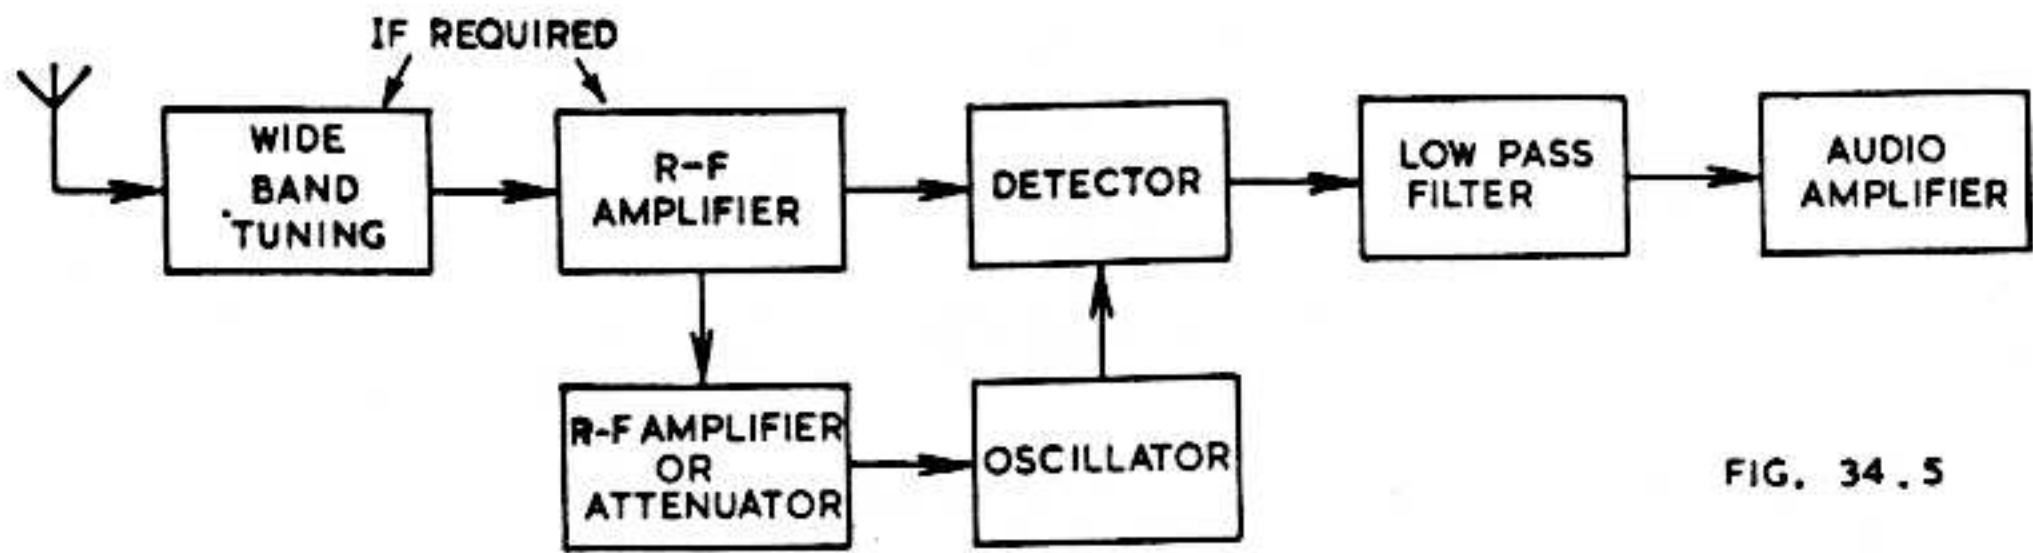 IF REQUIRED
WIDE
BAND
TUNING
R-F
AMPLIFIER
DETECTOR
LOW PASS
FILTER
AUDIO
AMPLIFIER
R-F AMPLIFIER
OR
ATTENUATOR
OSCILLATOR
FIG. 34.5